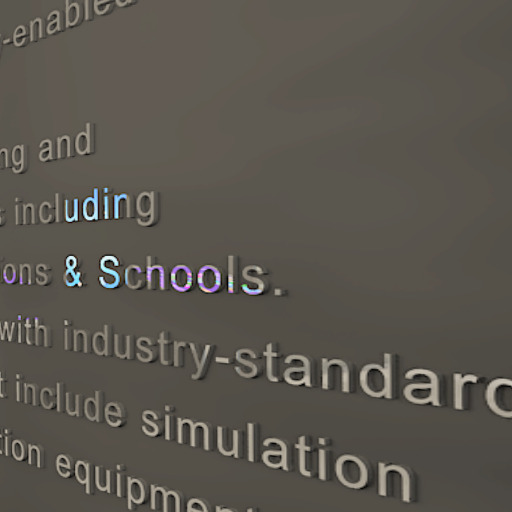 -enabled
ng and
s including
ons & Schools.
with industry-standard
t include simulation
tion equipment